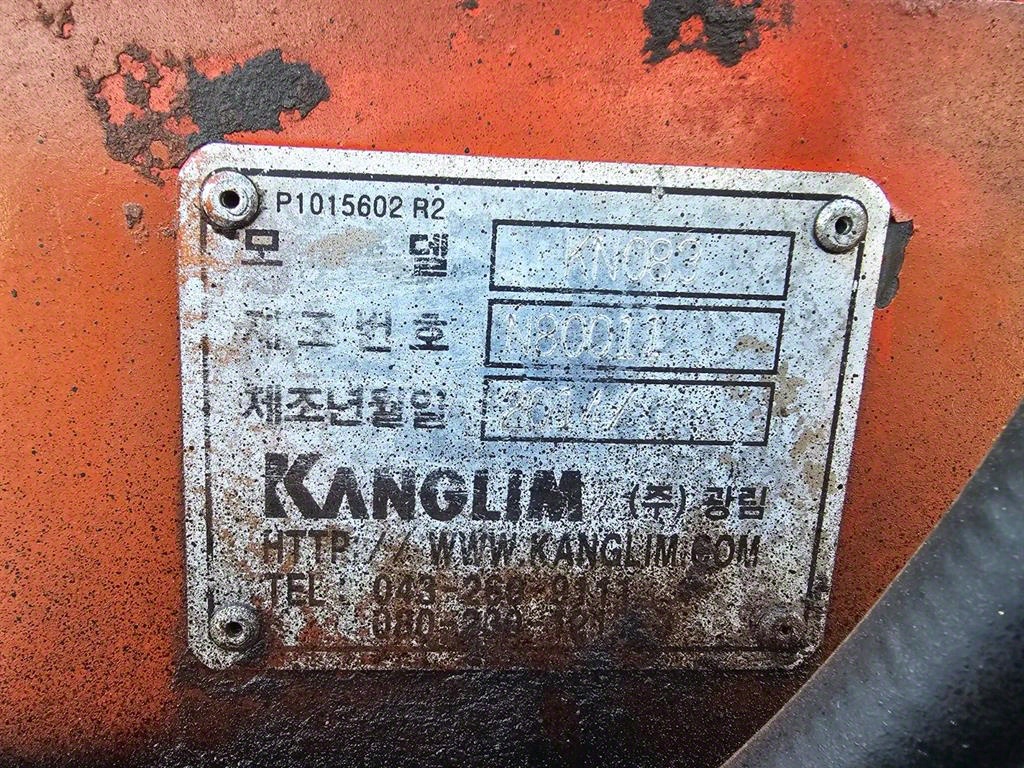 P1015602 R2
모 델 KN083
제조번호 N80011
제조년월일
KANGLIM (주) 광림
HTTP://WWW.KANGLIM.COM
TEL: 043-260-9111